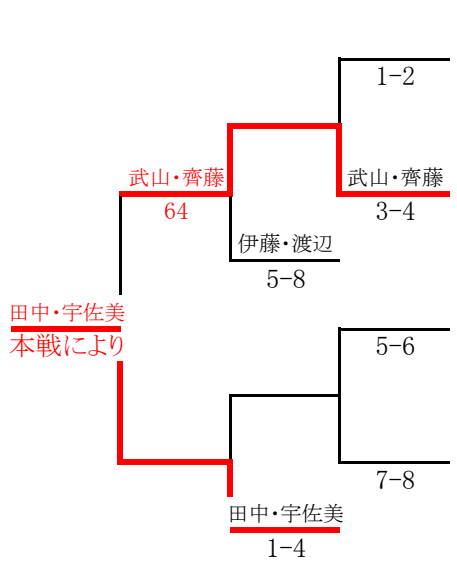 1-2
武山・齊藤
武山・齊藤
64
3-4
伊藤・渡辺
5-8
田中・宇佐美
本戦により
5-6
7-8
田中・宇佐美
1-4